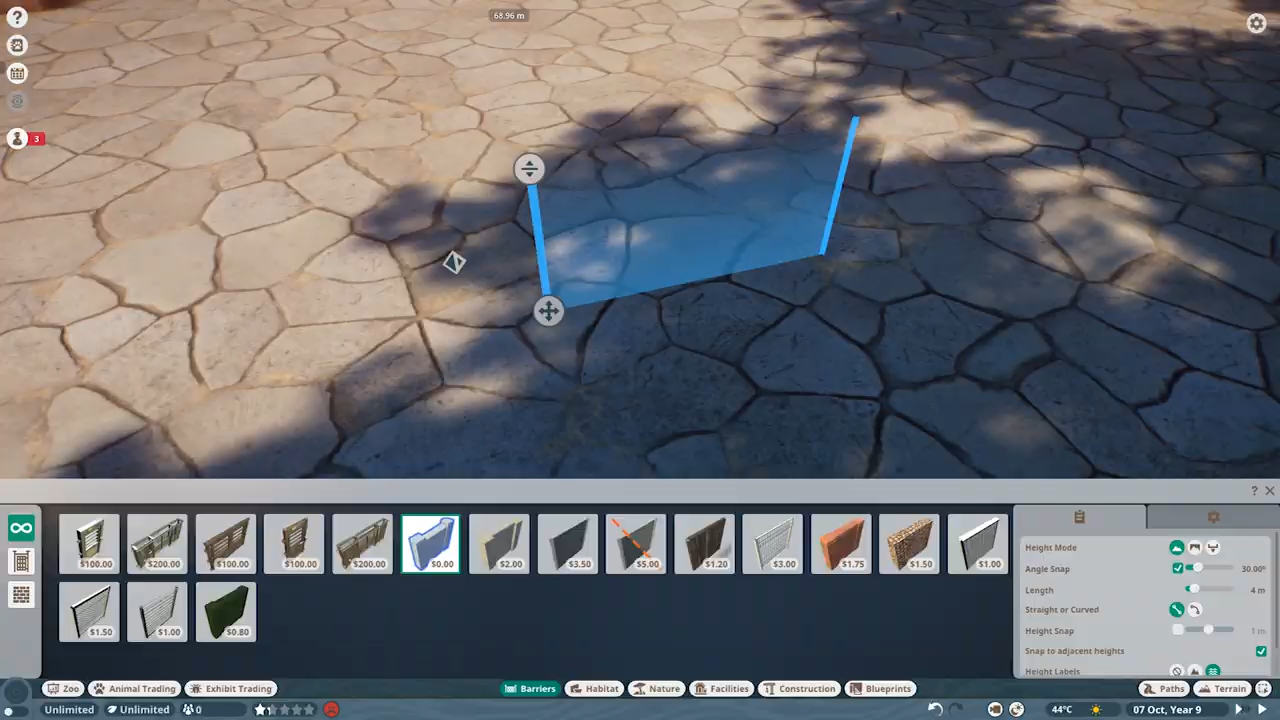 68.96 m
3
$100.00 $200.00 $100.00 $100.00 $200.00 $0.00 $2.00 $3.50 $5.00 $1.20 $3.00 $1.75 $1.50 $1.00
$1.50 $1.00 $0.80
Height Mode
Angle Snap 30.00°
Length 4 m
Straight or Curved
Height Snap 1 m
Snap to adjacent heights
Height Labels
Zoo Animal Trading Exhibit Trading Barriers Habitat Nature Facilities Construction Blueprints Paths Terrain
Unlimited Unlimited 0 44°C 07 Oct, Year 9